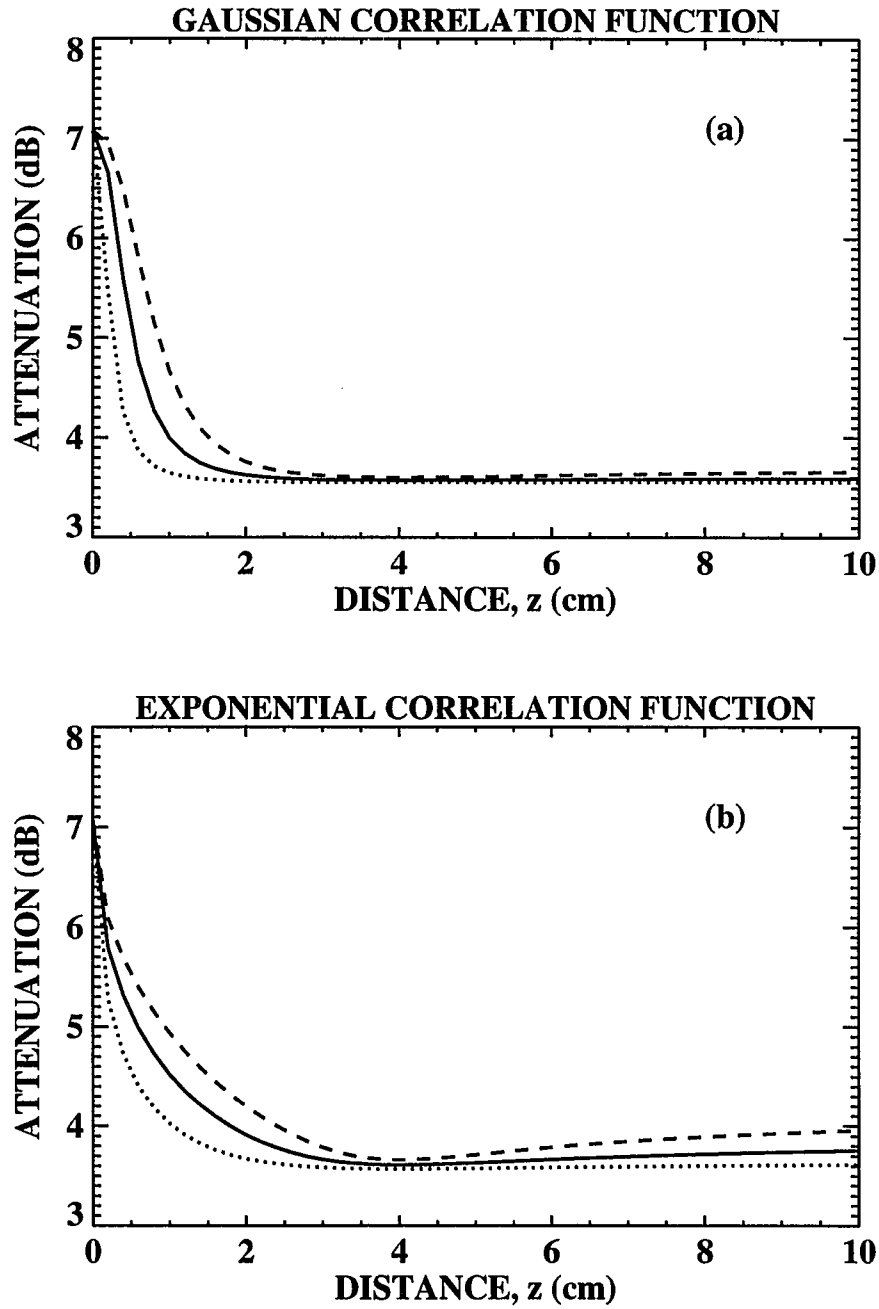 GAUSSIAN CORRELATION FUNCTION
8
7
6
5
4
3
ATTENUATION (dB)
(a)
0 2 4 6 8 10
DISTANCE, z (cm)
EXPONENTIAL CORRELATION FUNCTION
8
7
6
5
4
3
ATTENUATION (dB)
(b)
0 2 4 6 8 10
DISTANCE, z (cm)